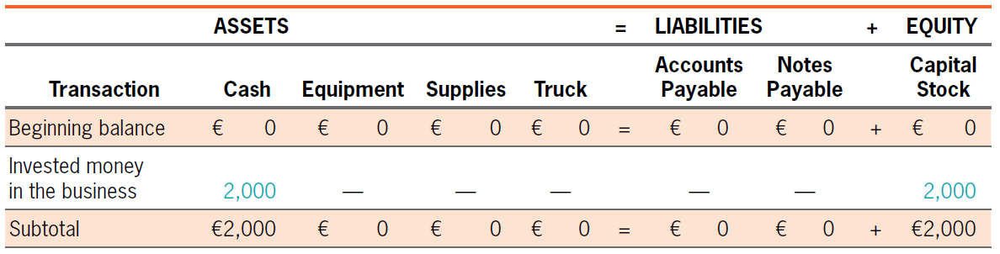 ASSETS = LIABILITIES + EQUITY
Accounts Notes Capital
Transaction Cash Equipment Supplies Truck Payable Payable Stock
Beginning balance € 0 € 0 € 0 € 0 = € 0 € 0 + € 0
Invested money
in the business 2,000 — — — — — 2,000
Subtotal €2,000 € 0 € 0 € 0 = € 0 € 0 + €2,000